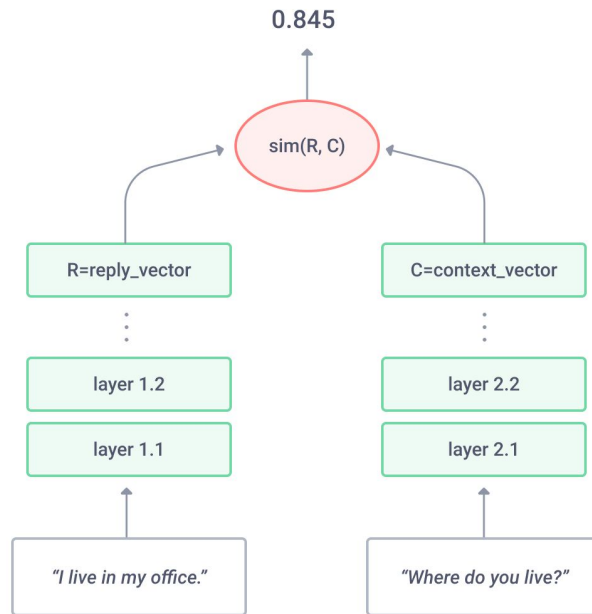 0.845
sim(R, C)
R=reply_vector
C=context_vector
layer 1.2
layer 2.2
layer 1.1
layer 2.1
“I live in my office.”
“Where do you live?”